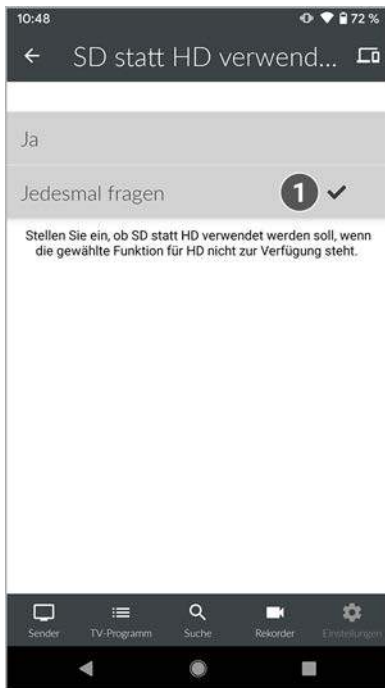 10:48
72 %
SD statt HD verwend...
Ja
Jedesmal fragen
1
Stellen Sie ein, ob SD statt HD verwendet werden soll, wenn
die gewählte Funktion für HD nicht zur Verfügung steht.
Sender TV-Programm Suche Rekorder Einstellungen